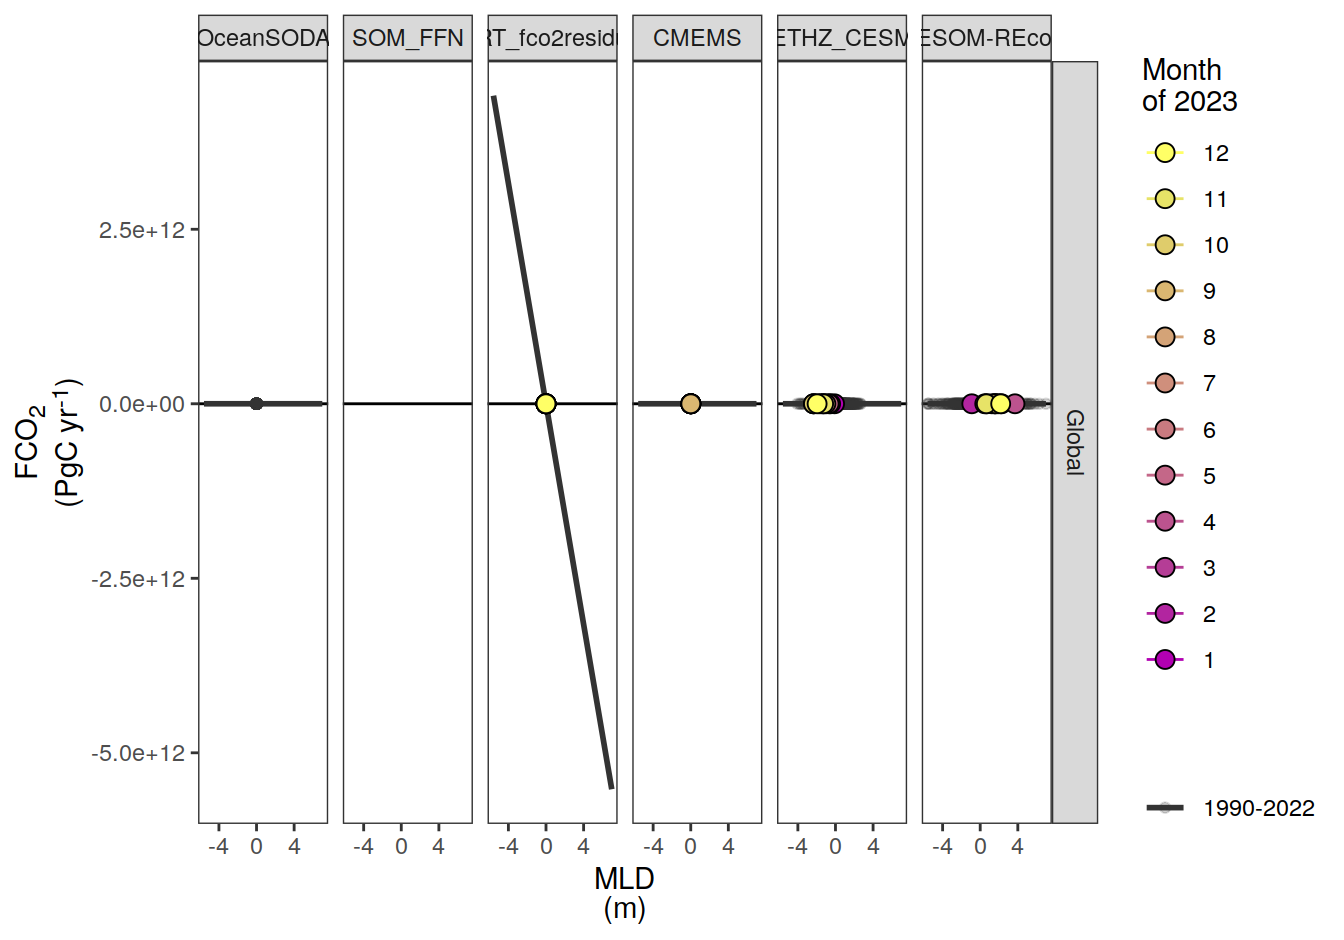 OceanSODA
SOM_FFN
RT_fco2residu
CMEMS
ETHZ_CESM
ESOM-REco
Month
of 2023
12
11
10
9
8
7
6
5
4
3
2
1
1990-2022
2.5e+12
0.0e+00
-2.5e+12
-5.0e+12
FCO2
(PgC yr-1)
Global
-4 0 4
-4 0 4
-4 0 4
-4 0 4
-4 0 4
-4 0 4
MLD
(m)